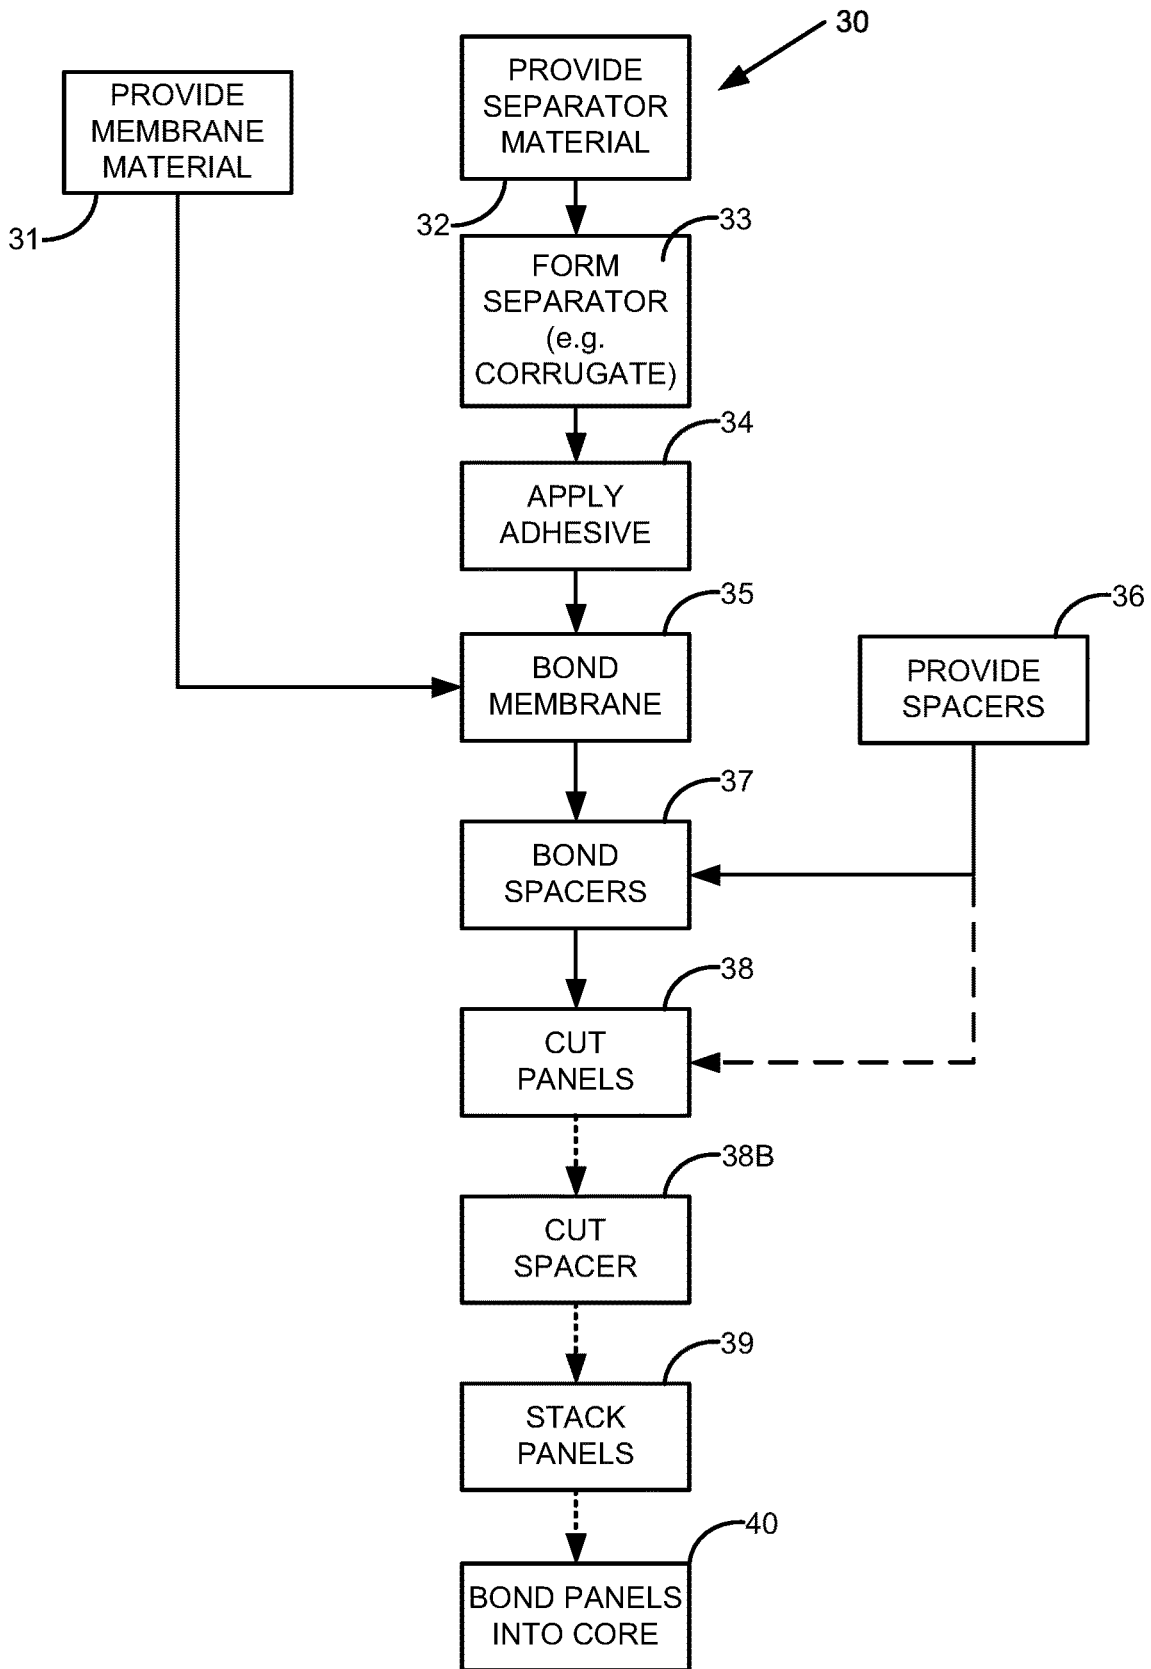 30
PROVIDE
SEPARATOR
MATERIAL
32
PROVIDE
MEMBRANE
MATERIAL
31
33
FORM
SEPARATOR
(e.g.
CORRUGATE)
34
APPLY
ADHESIVE
35
BOND
MEMBRANE
36
PROVIDE
SPACERS
37
BOND
SPACERS
38
CUT
PANELS
38B
CUT
SPACER
39
STACK
PANELS
40
BOND PANELS
INTO CORE